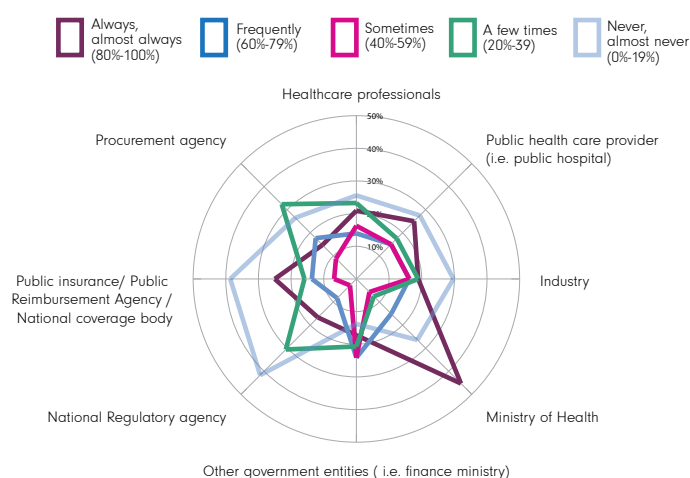 Always,
almost always
(80%-100%)
Frequently
(60%-79%)
Sometimes
(40%-59%)
A few times
(20%-39)
Never,
almost never
(0%-19%)
Healthcare professionals
50%
40%
30%
10%
Procurement agency
Public health care provider
(i.e. public hospital)
Public insurance/ Public
Reimbursement Agency /
National coverage body
Industry
National Regulatory agency
Ministry of Health
Other government entities ( i.e. finance ministry)